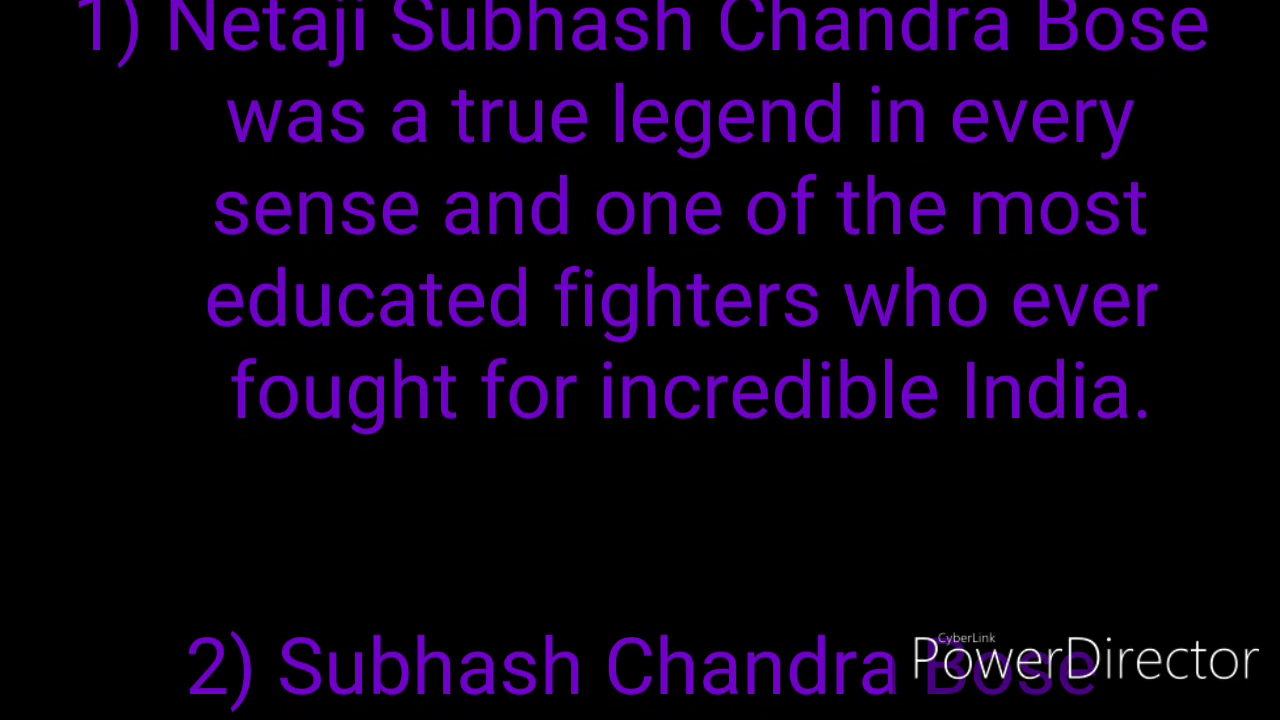 1) Netaji Subhash Chandra Bose
was a true legend in every
sense and one of the most
educated fighters who ever
fought for incredible India.
2) Subhash Chandra Bose
CyberLink
PowerDirector